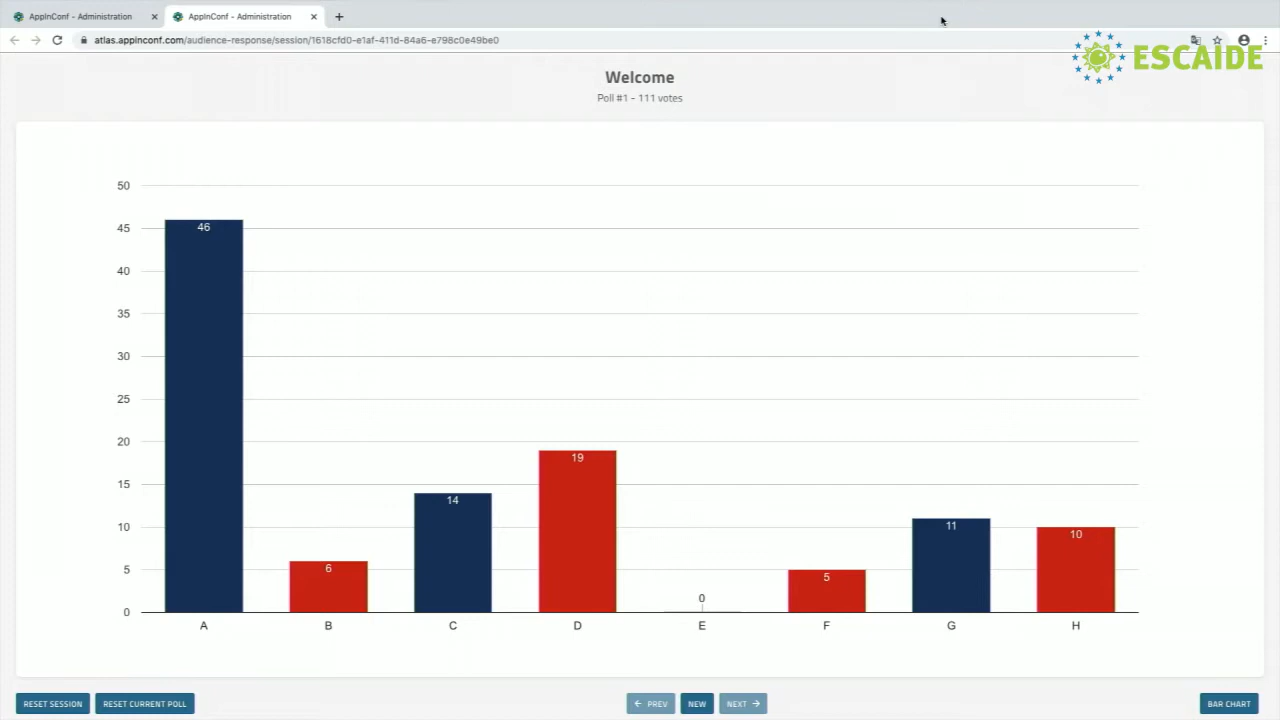 AppInConf - Administration
AppInConf - Administration
atlas.appinconf.com/audience-response/session/1618cfd0-e1af-411d-84a6-e798c0e49be0
ESCAIDE
Welcome
Poll #1 - 111 votes
50
45
40
35
30
25
20
15
10
5
0
46
6
14
19
0
5
11
10
A B C D E F G H
RESET SESSION RESET CURRENT POLL ← PREV NEW NEXT → BAR CHART